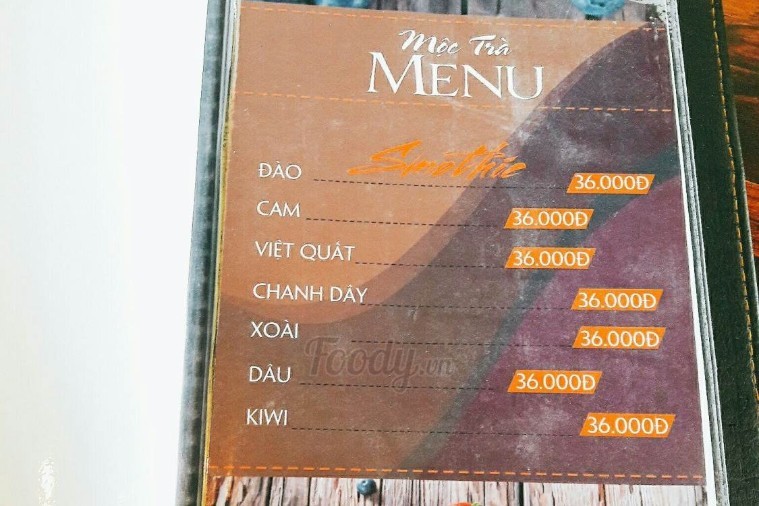 Mộc Trà
MENU
Smothie
ĐÀO 36.000Đ
CAM 36.000Đ
VIỆT QUẤT 36.000Đ
CHANH DÂY 36.000Đ
XOÀI 36.000Đ
Foody.vn
DÂU 36.000Đ
KIWI 36.000Đ